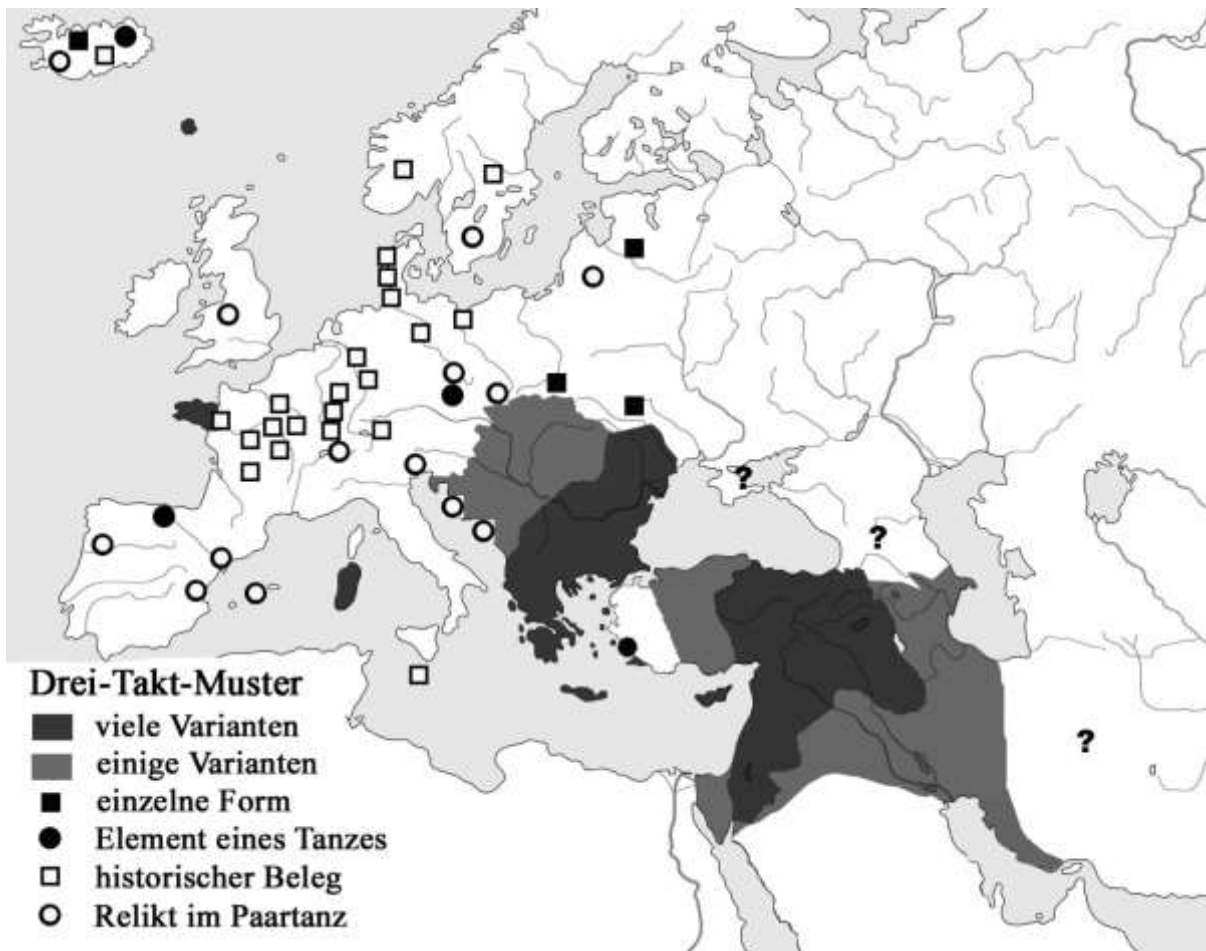 ?
?
?
Drei-Takt-Muster
viele Varianten
einige Varianten
einzelne Form
Element eines Tanzes
historischer Beleg
Relikt im Paartanz